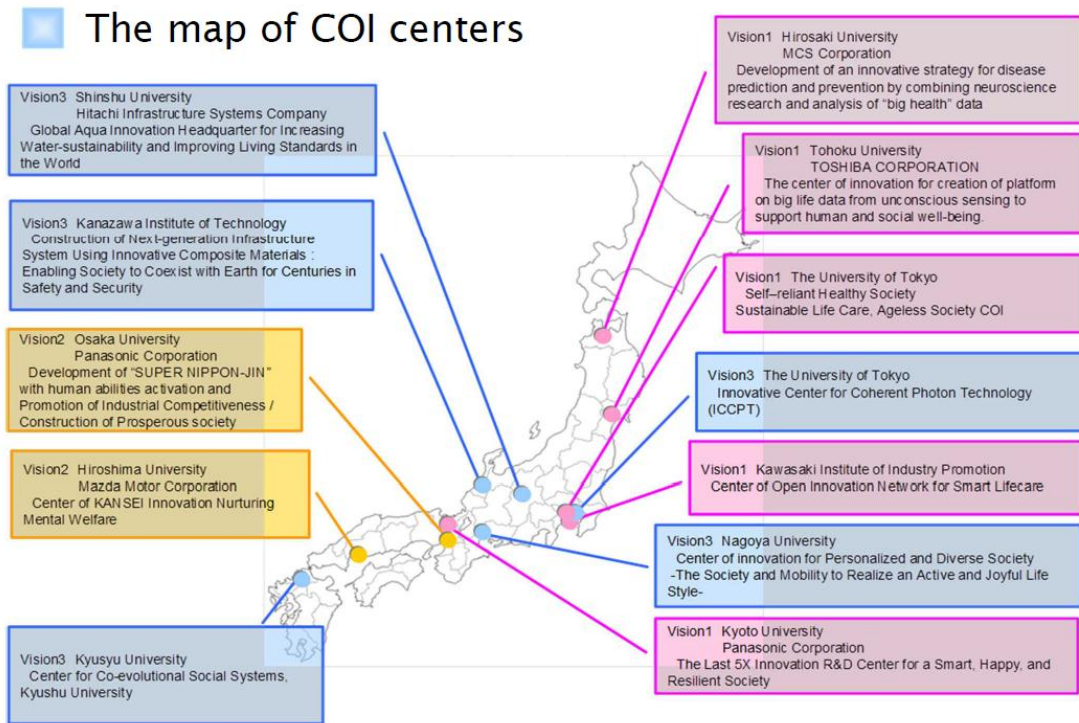 The map of COI centers
Vision3 Shinshu University
Hitachi Infrastructure Systems Company
Global Aqua Innovation Headquarter for Increasing
Water-sustainability and Improving Living Standards in
the World
Vision3 Kanazawa Institute of Technology
Construction of Next-generation Infrastructure
System Using Innovative Composite Materials :
Enabling Society to Coexist with Earth for Centuries in
Safety and Security
Vision2 Osaka University
Panasonic Corporation
Development of "SUPER NIPPON-JIN"
with human abilities activation and
Promotion of Industrial Competitiveness /
Construction of Prosperous society
Vision2 Hiroshima University
Mazda Motor Corporation
Center of KANSEI Innovation Nurturing
Mental Welfare
Vision3 Kyusyu University
Center for Co-evolutional Social Systems,
Kyushu University
Vision1 Hirosaki University
MCS Corporation
Development of an innovative strategy for disease
prediction and prevention by combining neuroscience
research and analysis of "big health" data
Vision1 Tohoku University
TOSHIBA CORPORATION
The center of innovation for creation of platform
on big life data from unconscious sensing to
support human and social well-being.
Vision1 The University of Tokyo
Self–reliant Healthy Society
Sustainable Life Care, Ageless Society COI
Vision3 The University of Tokyo
Innovative Center for Coherent Photon Technology
(ICCPT)
Vision1 Kawasaki Institute of Industry Promotion
Center of Open Innovation Network for Smart Lifecare
Vision3 Nagoya University
Center of innovation for Personalized and Diverse Society
-The Society and Mobility to Realize an Active and Joyful Life
Style-
Vision1 Kyoto University
Panasonic Corporation
The Last 5X Innovation R&D Center for a Smart, Happy, and
Resilient Society